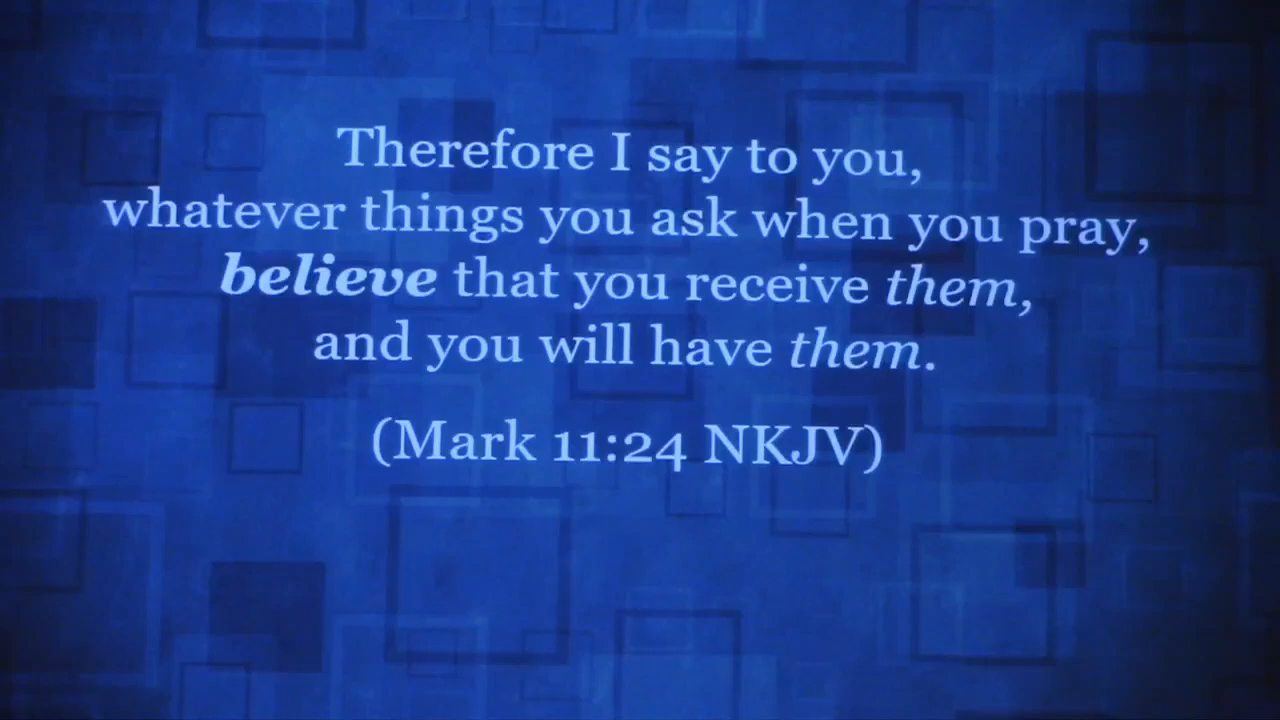 Therefore I say to you,
whatever things you ask when you pray,
believe that you receive them,
and you will have them.
(Mark 11:24 NKJV)